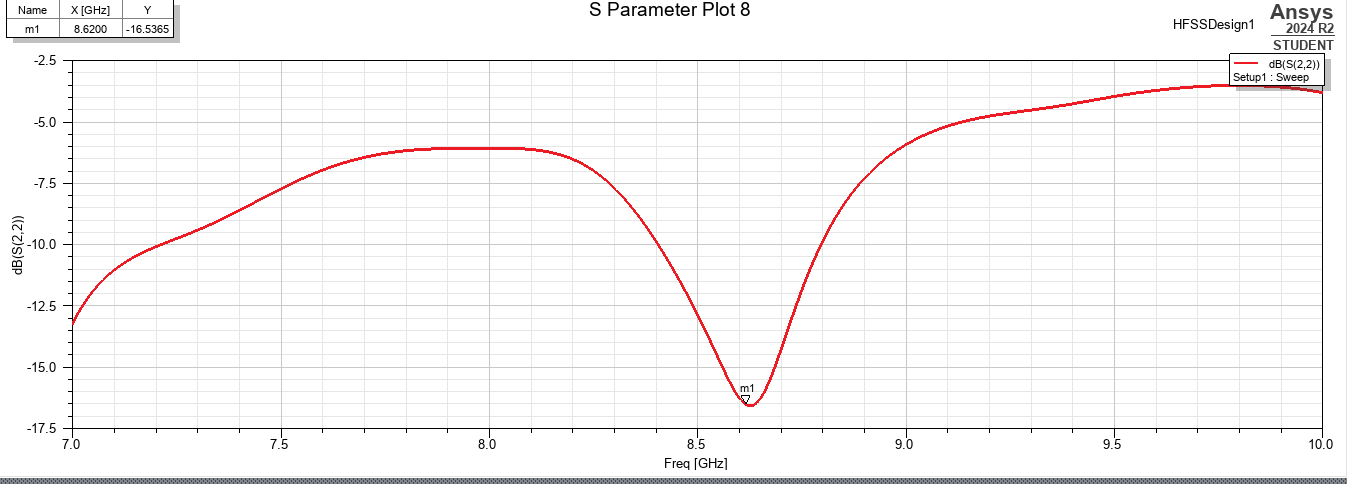 S Parameter Plot 8
Name X [GHz] Y
m1 8.6200 -16.5365
HFSSDesign1
Ansys
2024 R2
STUDENT
dB(S(2,2))
Setup1 : Sweep
-2.5
-5.0
-7.5
-10.0
-12.5
-15.0
-17.5
dB(S(2,2))
m1
7.0 7.5 8.0 8.5 9.0 9.5 10.0
Freq [GHz]